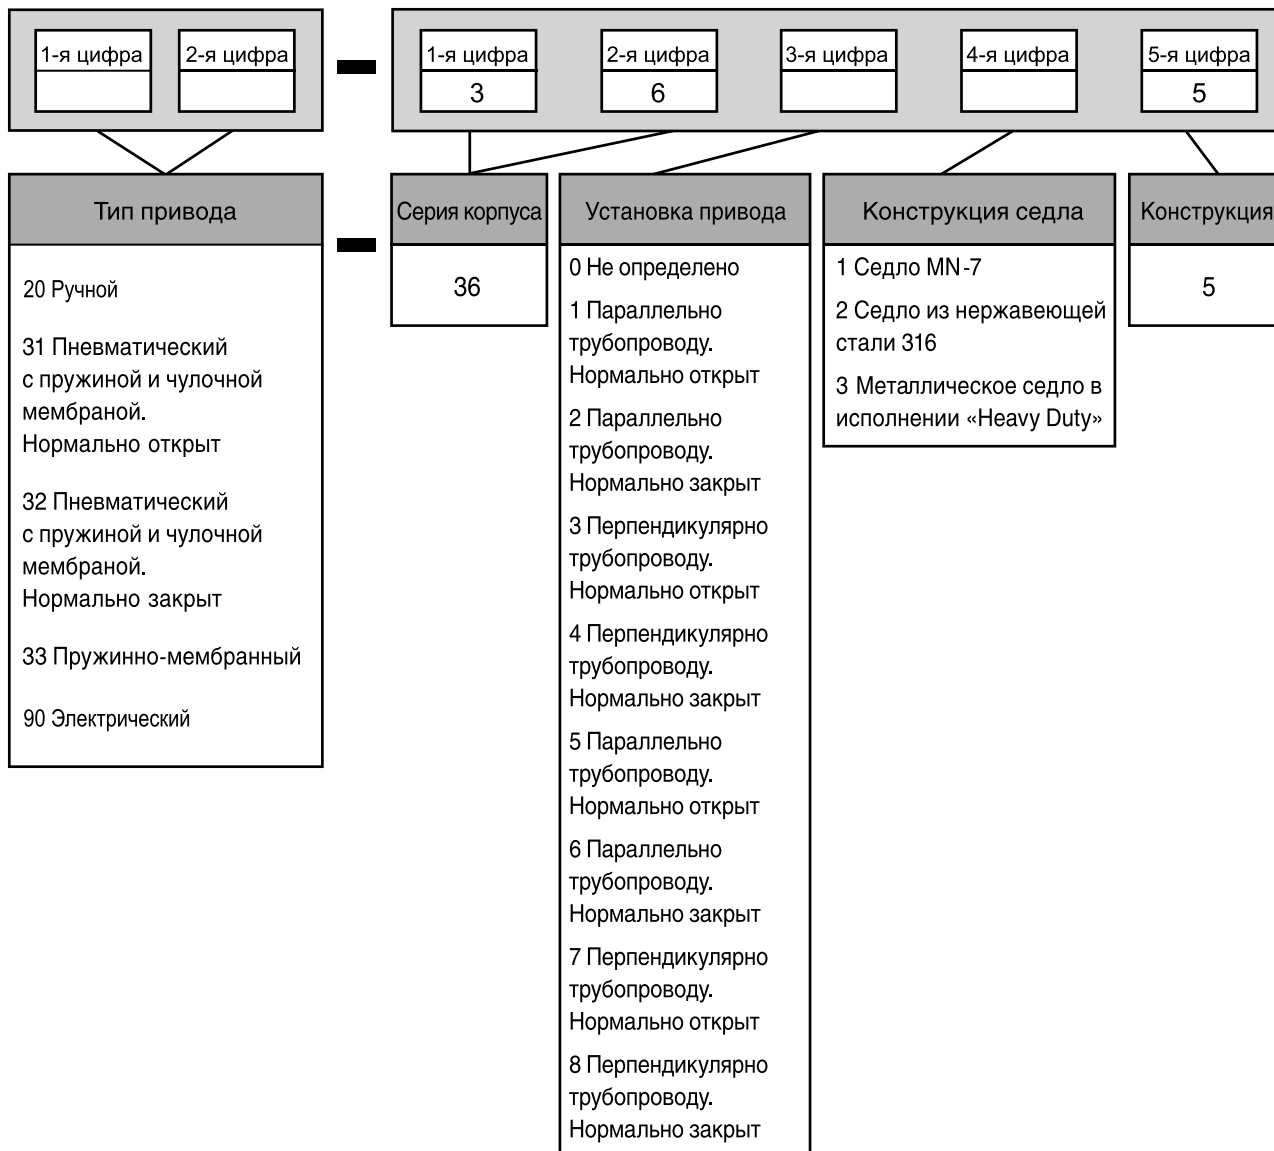 1-я цифра
2-я цифра
1-я цифра
3
2-я цифра
6
3-я цифра
4-я цифра
5-я цифра
5
Тип привода
20 Ручной
31 Пневматический
с пружиной и чулочной
мембраной.
Нормально открыт
32 Пневматический
с пружиной и чулочной
мембраной.
Нормально закрыт
33 Пружинно-мембранный
90 Электрический
Серия корпуса
36
Установка привода
0 Не определено
1 Параллельно
трубопроводу.
Нормально открыт
2 Параллельно
трубопроводу.
Нормально закрыт
3 Перпендикулярно
трубопроводу.
Нормально открыт
4 Перпендикулярно
трубопроводу.
Нормально закрыт
5 Параллельно
трубопроводу.
Нормально открыт
6 Параллельно
трубопроводу.
Нормально закрыт
7 Перпендикулярно
трубопроводу.
Нормально открыт
8 Перпендикулярно
трубопроводу.
Нормально закрыт
Конструкция седла
1 Седло MN-7
2 Седло из нержавеющей
стали 316
3 Металлическое седло в
исполнении «Heavy Duty»
Конструкция
5